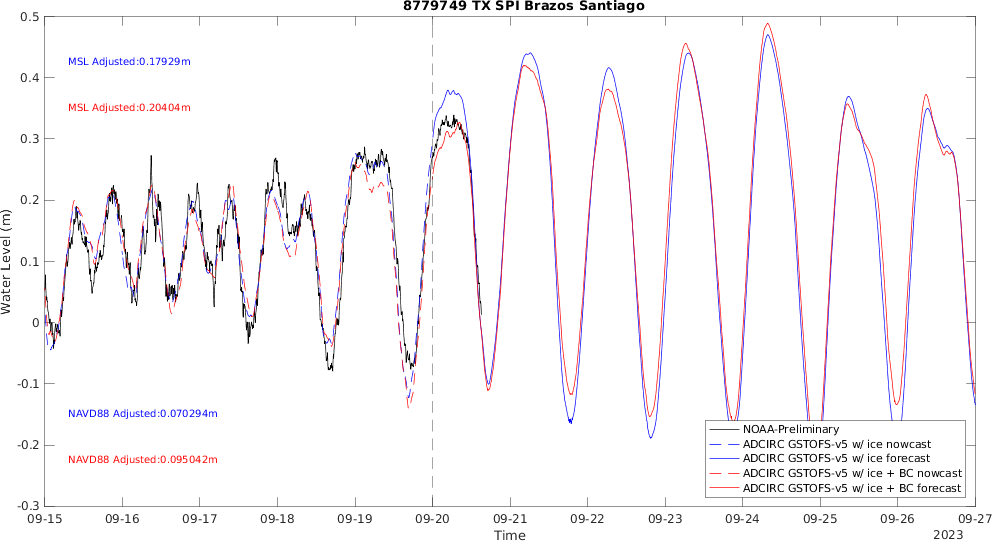 8779749 TX SPI Brazos Santiago
0.5
0.4
0.3
0.2
0.1
0
-0.1
-0.2
-0.3
Water Level (m)
MSL Adjusted:0.17929m
MSL Adjusted:0.20404m
NAVD88 Adjusted:0.070294m
NAVD88 Adjusted:0.095042m
NOAA-Preliminary
ADCIRC GSTOFS-v5 w/ ice nowcast
ADCIRC GSTOFS-v5 w/ ice forecast
ADCIRC GSTOFS-v5 w/ ice + BC nowcast
ADCIRC GSTOFS-v5 w/ ice + BC forecast
09-15 09-16 09-17 09-18 09-19 09-20 09-21 09-22 09-23 09-24 09-25 09-26 09-27
Time
2023